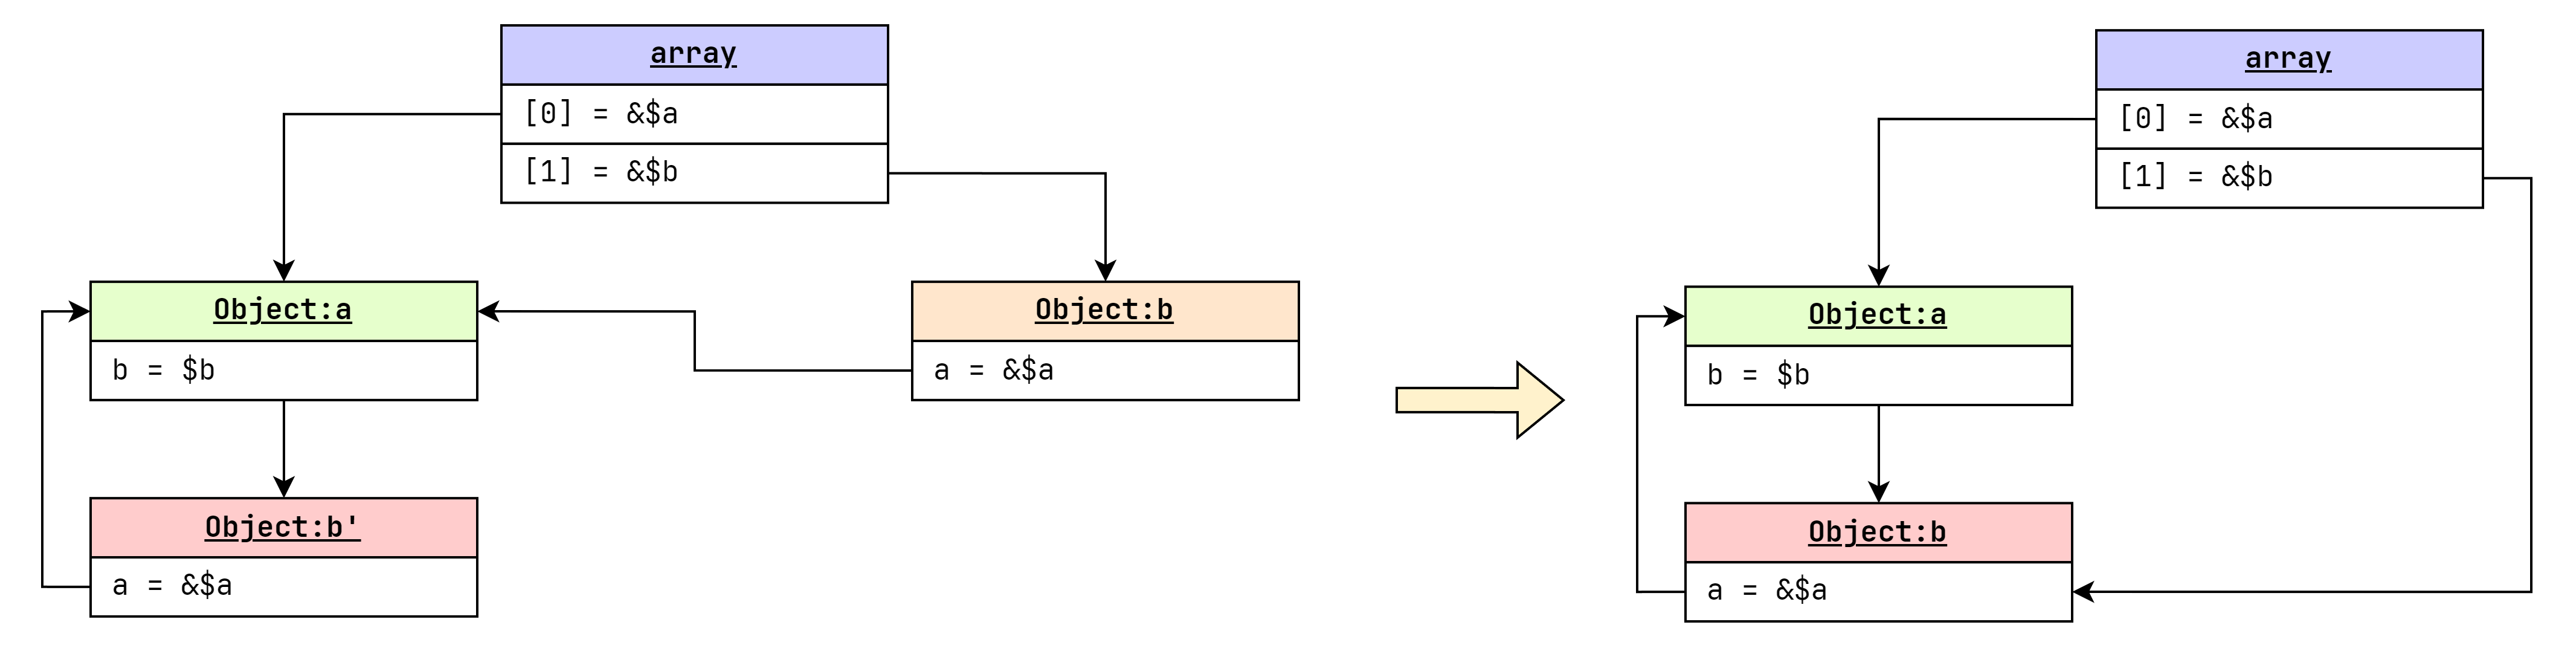 array
[0] = &$a
[1] = &$b
Object:a
b = $b
Object:b
a = &$a
Object:b'
a = &$a
array
[0] = &$a
[1] = &$b
Object:a
b = $b
Object:b
a = &$a